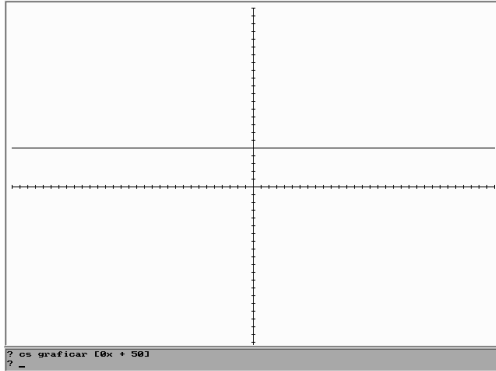 ? cs graficar [0x + 50]
? _